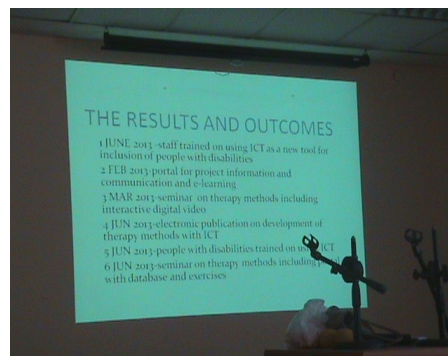 THE RESULTS AND OUTCOMES
1 JUNE 2013 -staff trained on using ICT as a new tool for
inclusion of people with disabilities
2 FEB 2013-portal for project information and
communication and e-learning
3 MAR 2013-seminar on therapy methods including
interactive digital video
4 JUN 2013-electronic publication on development of
therapy methods with ICT
5 JUN 2013-people with disabilities trained on ICT
6 JUN 2013-seminar on therapy methods including
with database and exercises